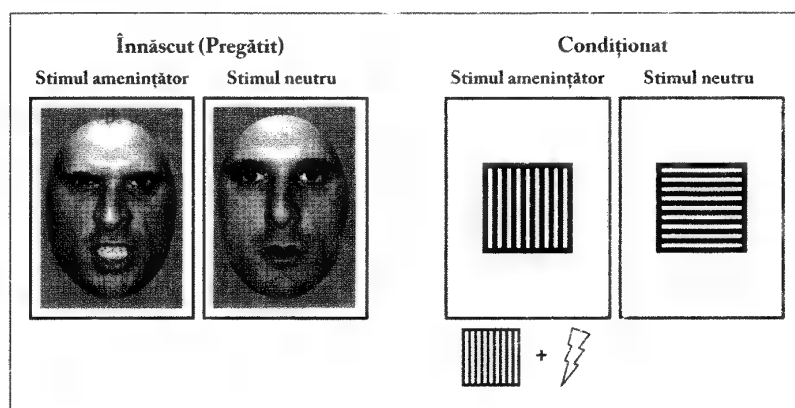 Înnăscut (Pregătit)
Stimul amenințător Stimul neutru
Condiționat
Stimul amenințător Stimul neutru
+